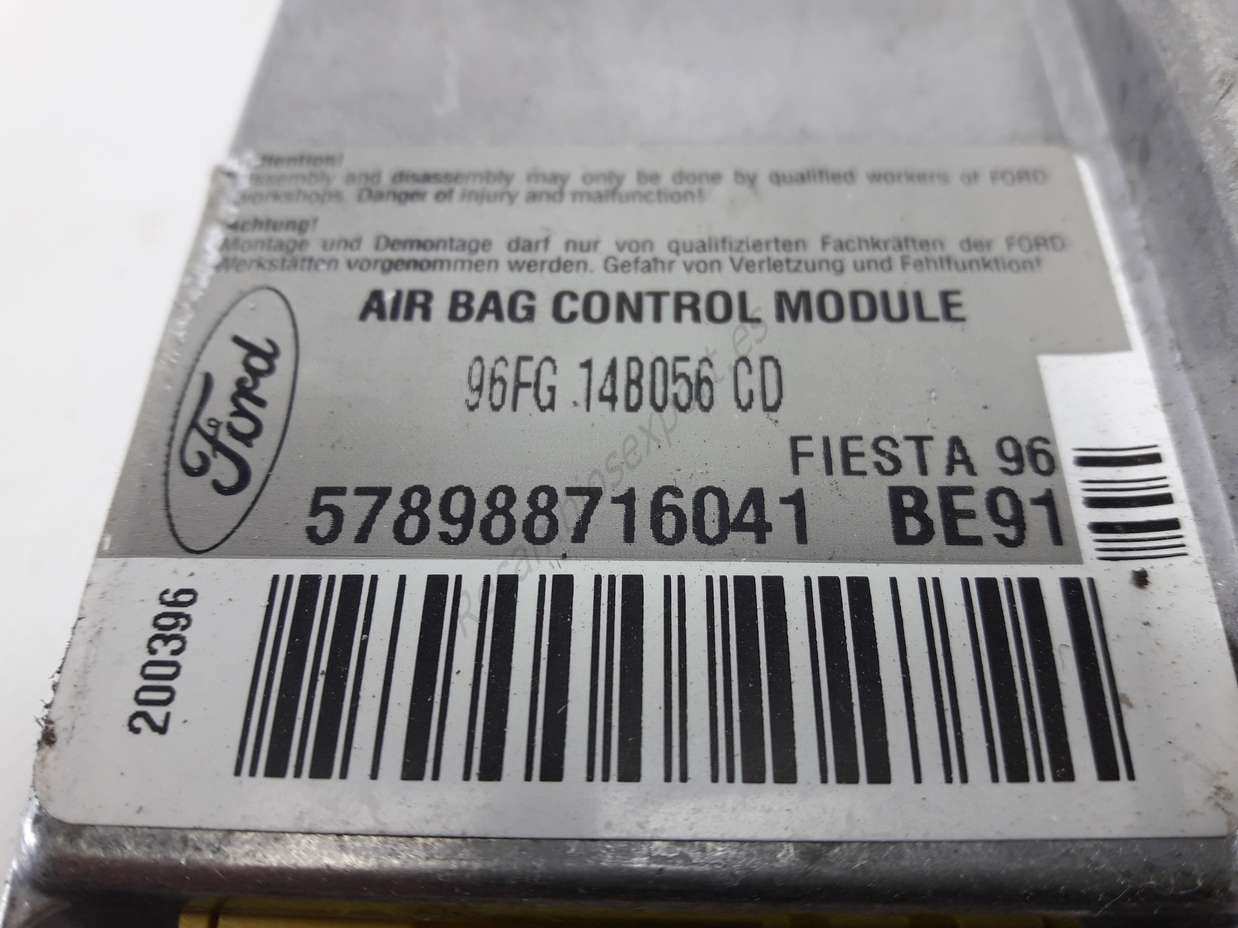 Attention!
Assembly and disassembly may only be done by qualified workers of FORD
workshops. Danger of injury and malfunction!
Achtung!
Montage und Demontage darf nur von qualifizierten Fachkräften der FORD
Werkstätten vorgenommen werden. Gefahr von Verletzung und Fehlfunktion!
AIR BAG CONTROL MODULE
Ford
96FG 14B056 CD
FIESTA 96
578988716041 BE91
200396